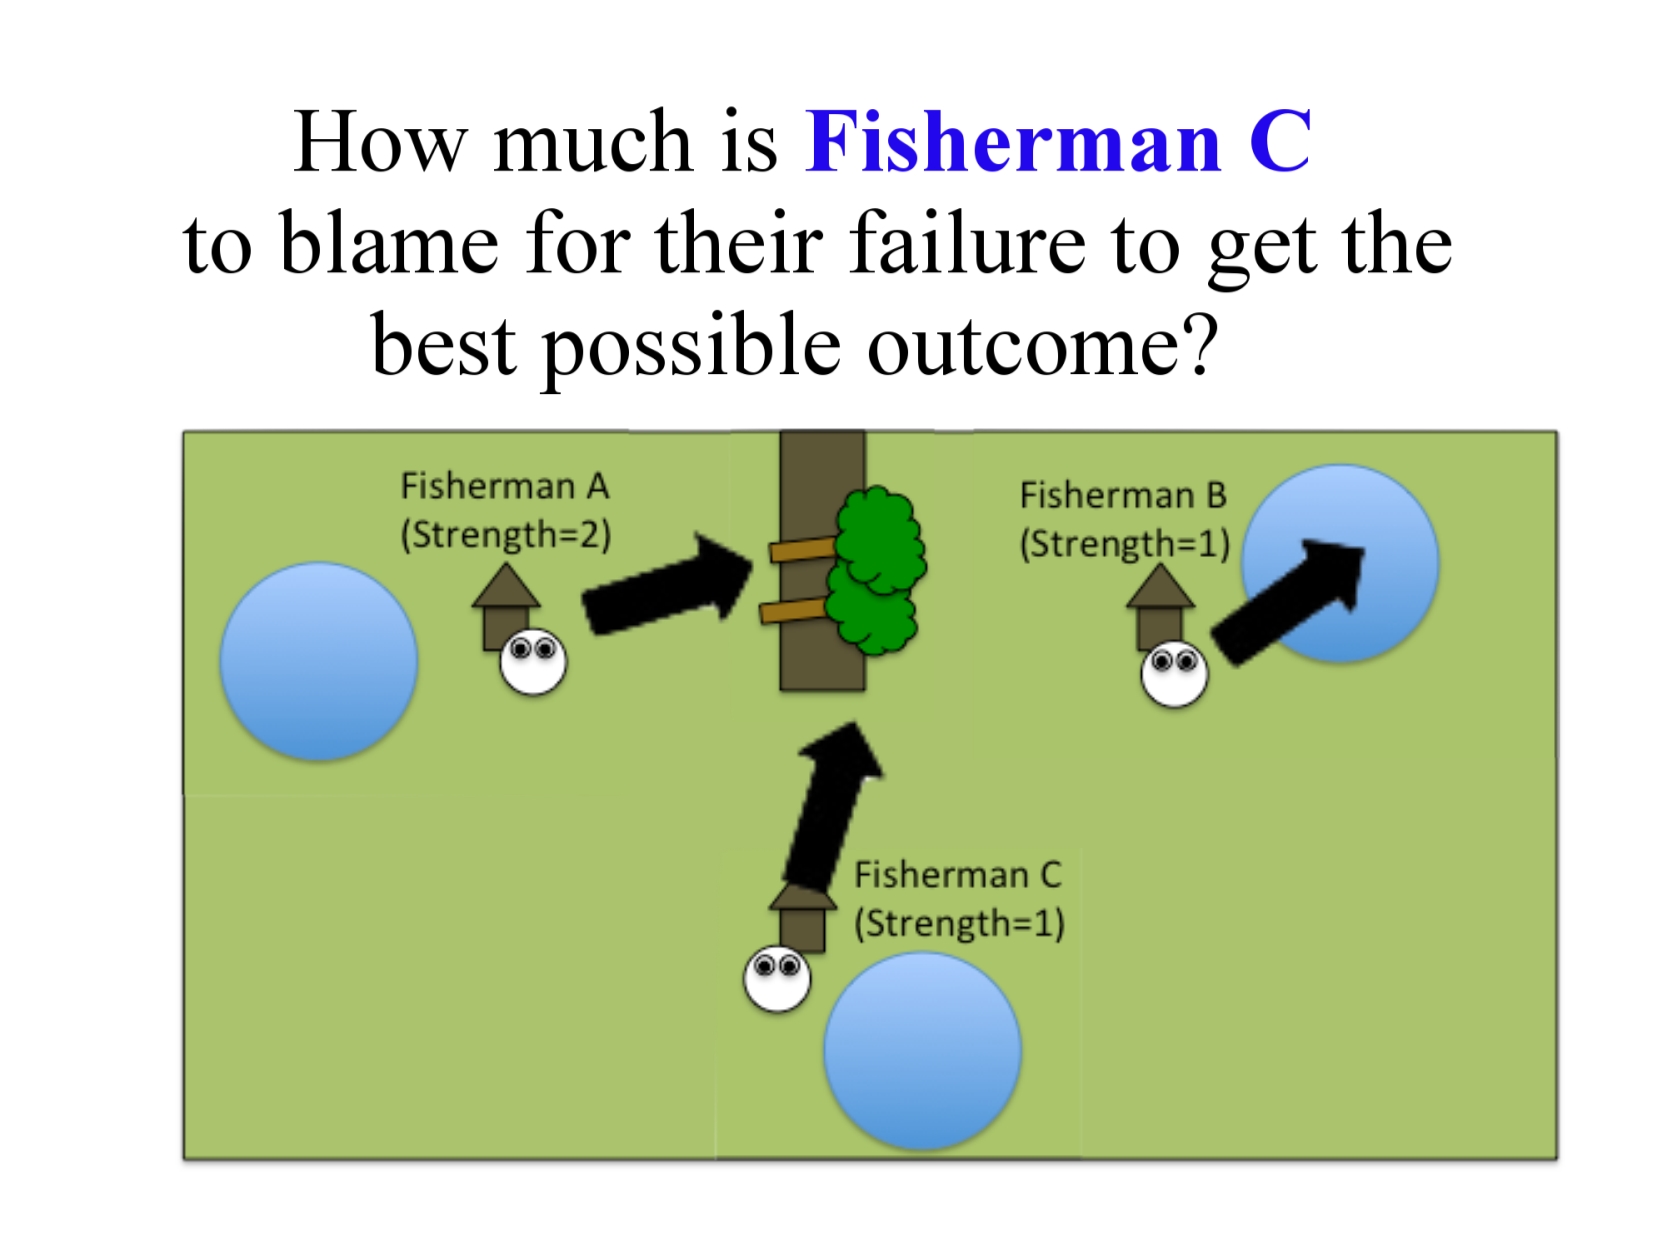 How much is Fisherman C
to blame for their failure to get the
best possible outcome?
Fisherman A
(Strength=2)
Fisherman B
(Strength=1)
Fisherman C
(Strength=1)